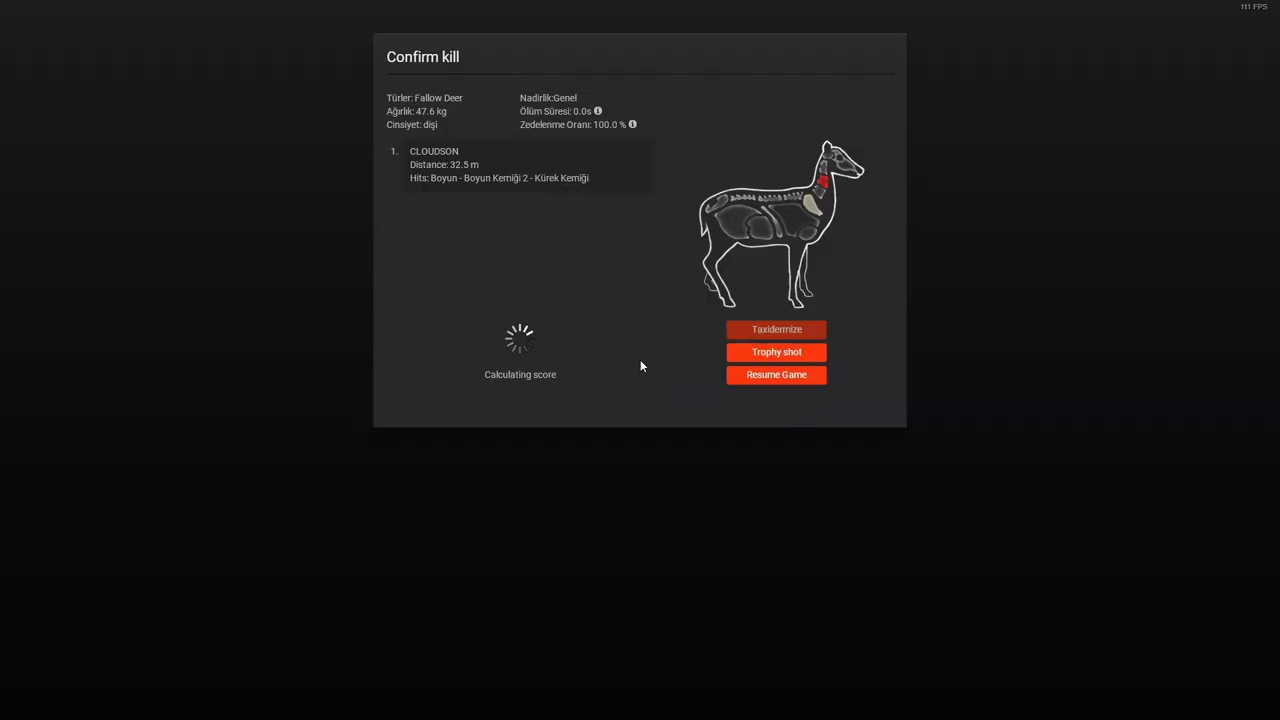 111 FPS
Confirm kill
Türler: Fallow Deer
Nadirlik:Genel
Ağırlık: 47.6 kg
Ölüm Süresi: 0.0s
Cinsiyet: dişi
Zedelenme Oranı: 100.0 %
1. CLOUDSON
Distance: 32.5 m
Hits: Boyun - Boyun Kemiği 2 - Kürek Kemiği
Taxidermize
Trophy shot
Calculating score
Resume Game